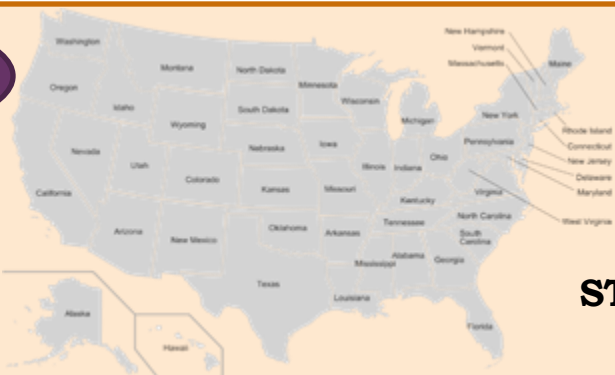 New Hampshire
Vermont
Massachusetts
Washington
Montana
North Dakota
Minnesota
Maine
Oregon
Idaho
Wyoming
South Dakota
Wisconsin
Michigan
New York
Rhode Island
Connecticut
New Jersey
Delaware
Maryland
West Virginia
Nevada
Utah
Colorado
Nebraska
Iowa
Illinois
Indiana
Ohio
Pennsylvania
Virginia
California
Kansas
Missouri
Kentucky
Arizona
New Mexico
Oklahoma
Arkansas
Tennessee
North Carolina
South
Carolina
Texas
Louisiana
Mississippi
Alabama
Georgia
Florida
Alaska
Hawaii
ST